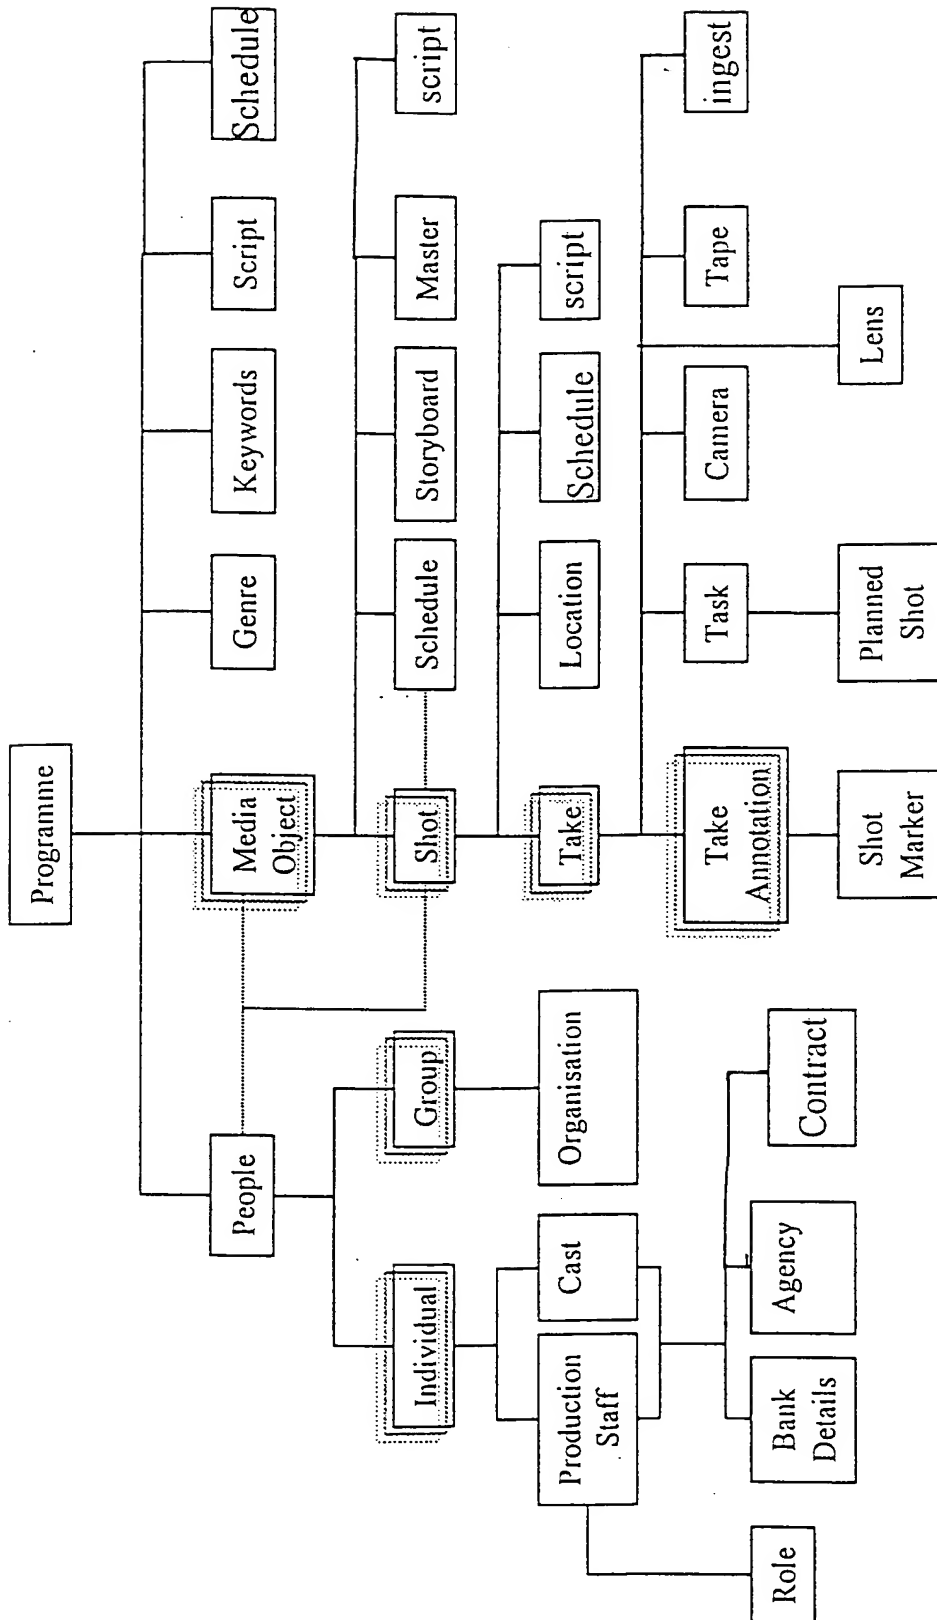 Programme
People
Media
Object
Genre
Keywords
Script
Schedule
Individual
Group
Shot
Schedule
Storyboard
Master
script
Production
Staff
Cast
Organisation
Take
Location
Schedule
script
Role
Bank
Details
Agency
Contract
Take
Annotation
Task
Camera
Tape
ingest
Shot
Marker
Planned
Shot
Lens